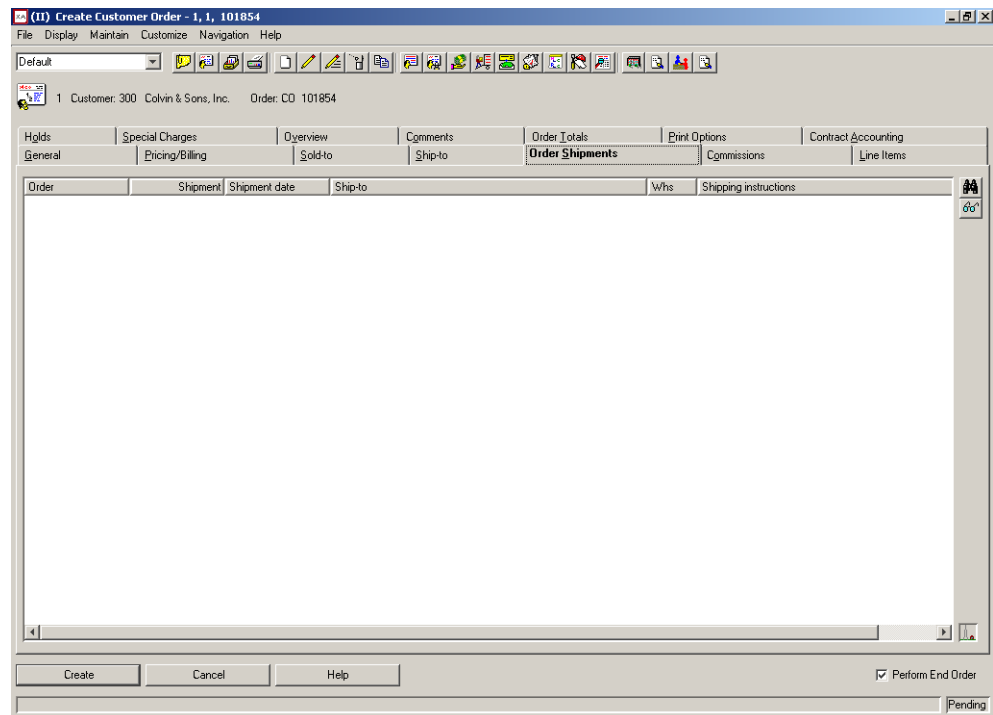 (II) Create Customer Order - 1, 1, 101854
File Display Maintain Customize Navigation Help
Default
1 Customer: 300 Colvin & Sons, Inc. Order: CO 101854
Holds Special Charges Overview Comments Order Totals Print Options Contract Accounting
General Pricing/Billing Sold-to Ship-to Order Shipments Commissions Line Items
Order Shipment Shipment date Ship-to Whs Shipping instructions
Create Cancel Help Perform End Order
Pending